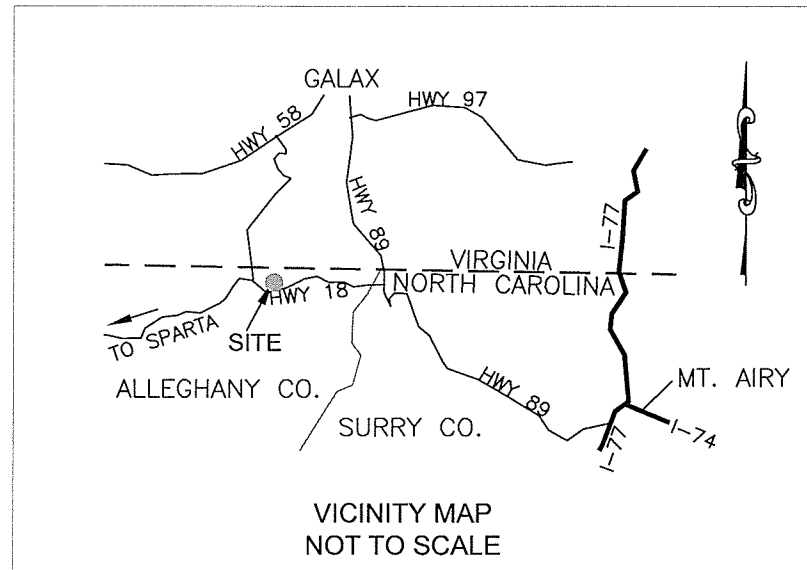 GALAX
HWY 58
HWY 97
HWY 89
I-77
VIRGINIA
NORTH CAROLINA
HWY 18
TO SPARTA
SITE
ALLEGHANY CO.
SURRY CO.
HWY 89
MT. AIRY
I-77
I-74
VICINITY MAP
NOT TO SCALE